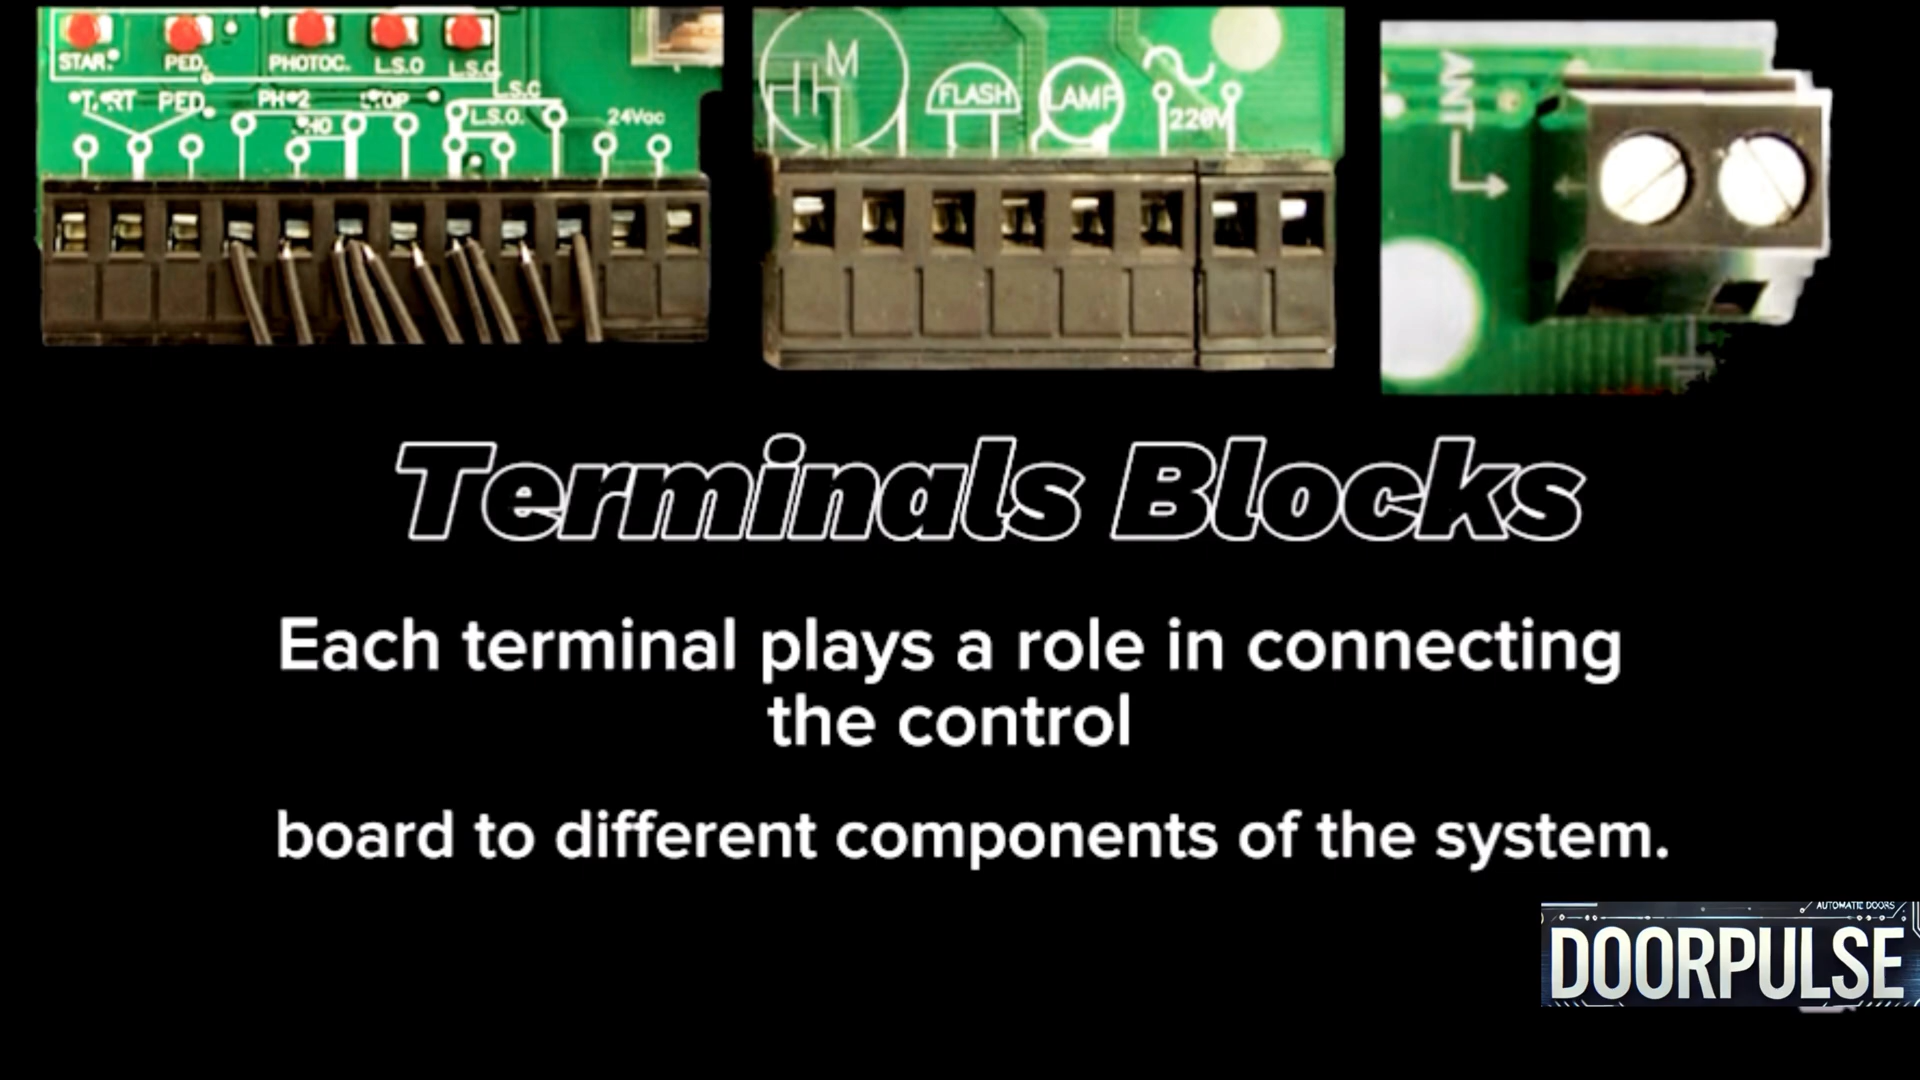 STAR. PED. PHOTOC. L.S.O L.S.C.
PED. L.S.C
L.S.O.
24Vac
M
FLASH
LAMP
220V
ANT
Terminals Blocks
Each terminal plays a role in connecting
the control
board to different components of the system.
AUTOMATIC DOORS
DOORPULSE